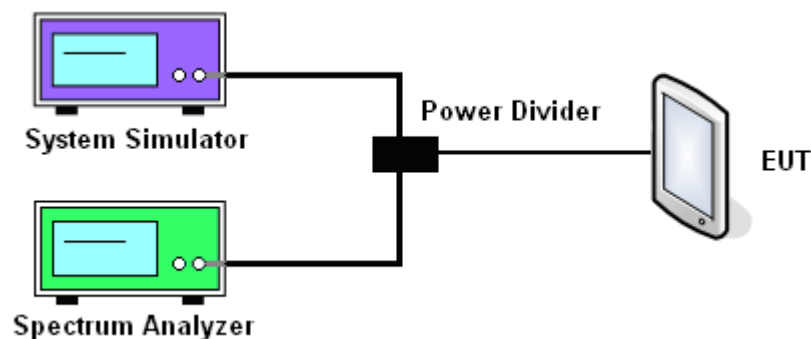 System Simulator
Power Divider
EUT
Spectrum Analyzer